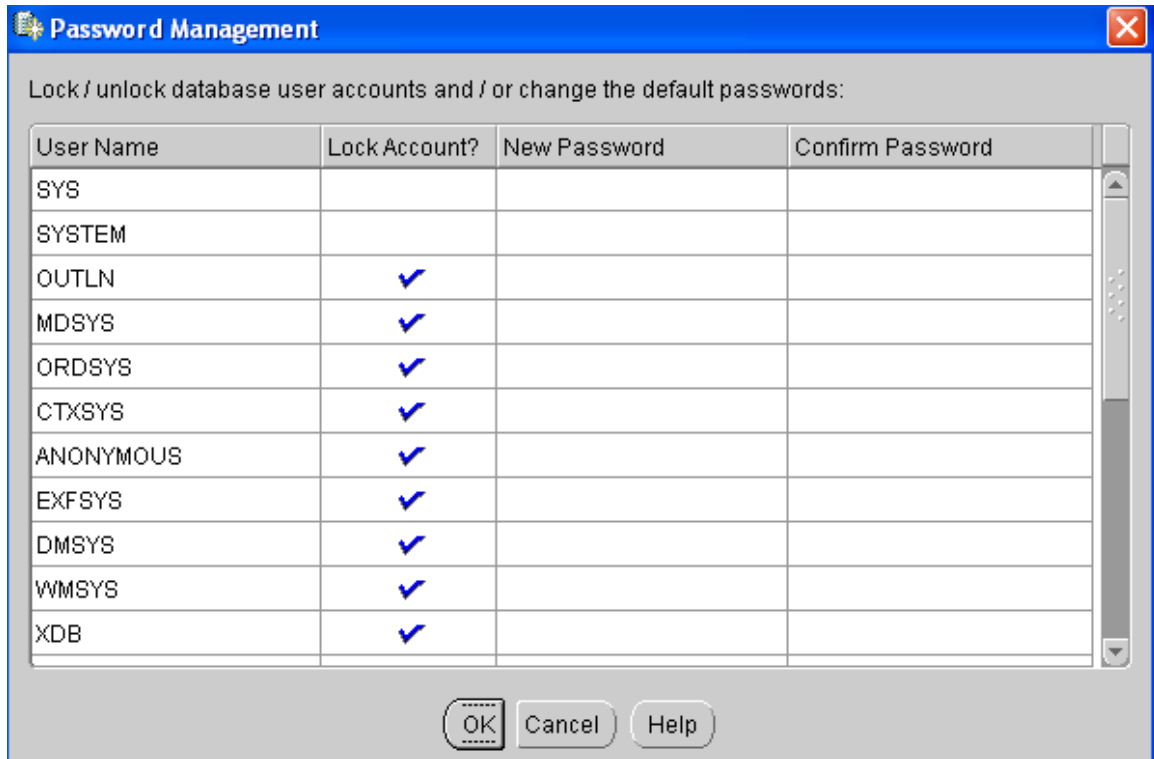 Password Management
Lock / unlock database user accounts and / or change the default passwords:
User Name Lock Account? New Password Confirm Password
SYS
SYSTEM
OUTLN
MDSYS
ORDSYS
CTXSYS
ANONYMOUS
EXFSYS
DMSYS
WMSYS
XDB
OK Cancel Help